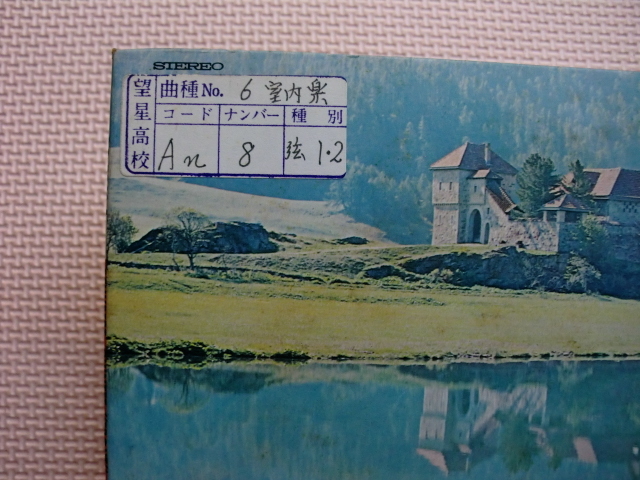 STEREO
望星高校
曲種No. 6 室内楽
コード ナンバー 種別
An 8 弦 1・2